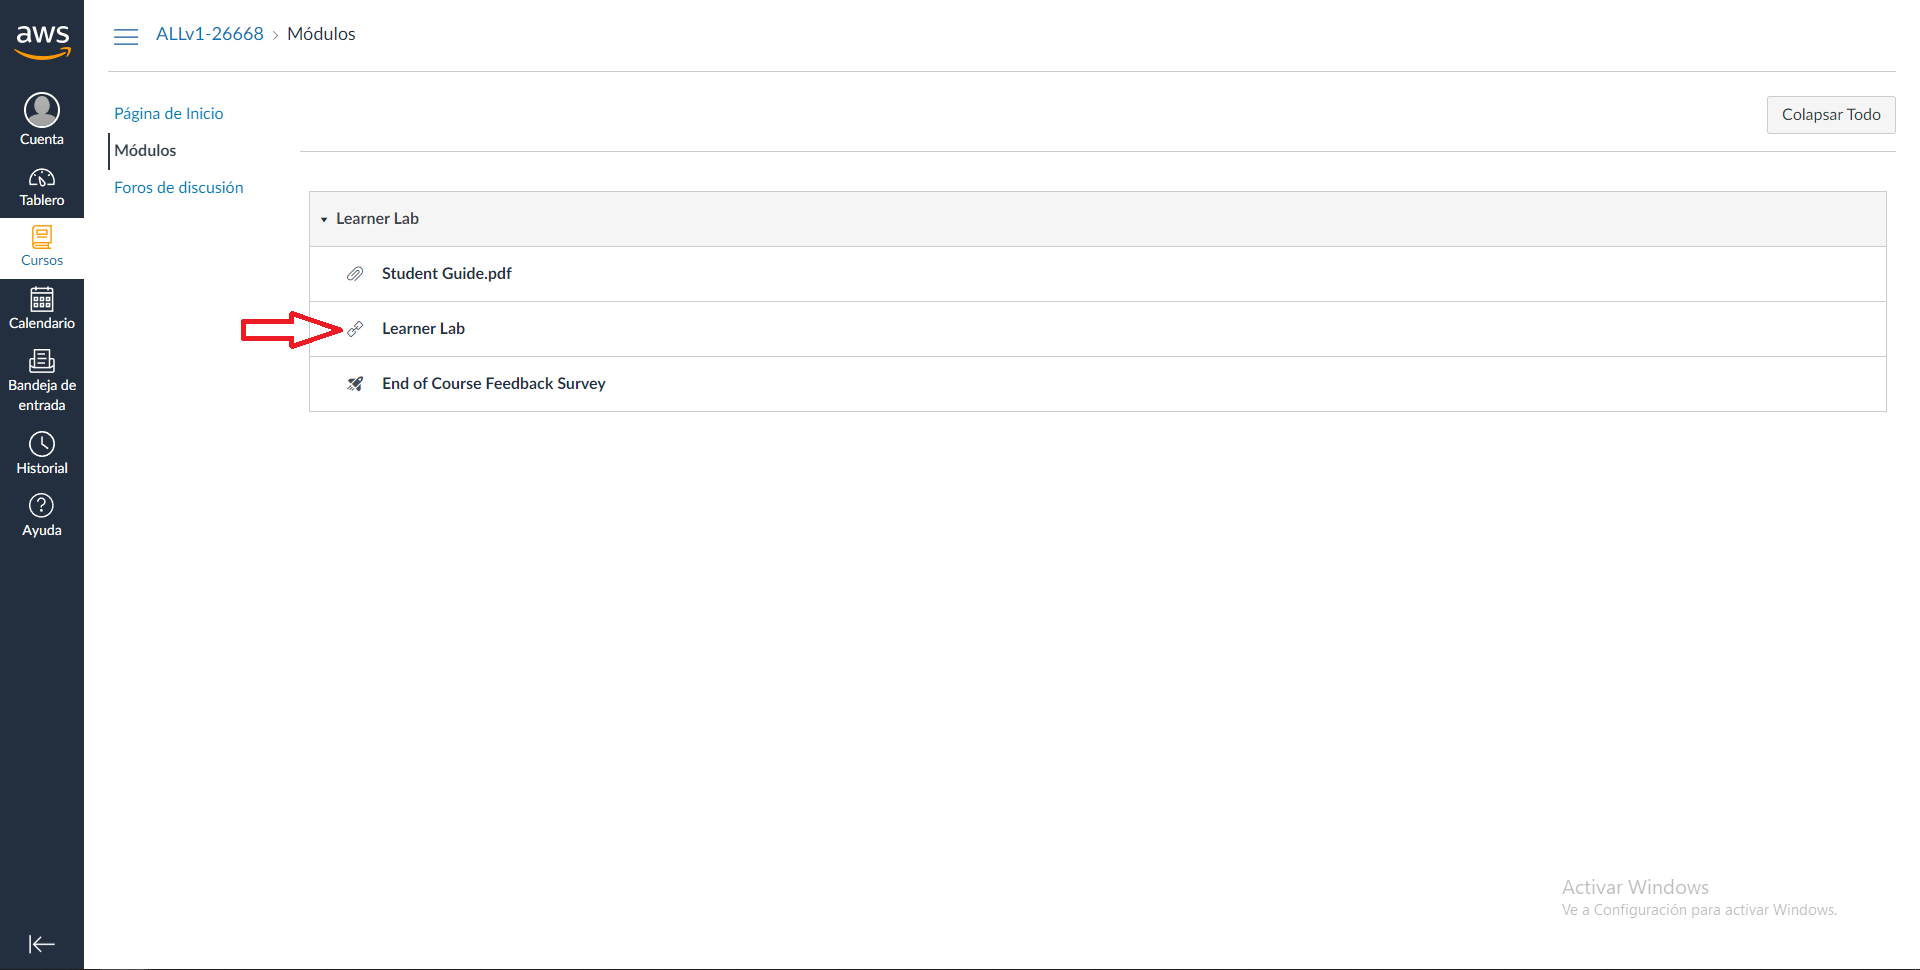 aws
Cuenta
Tablero
Cursos
Calendario
Bandeja de
entrada
Historial
Ayuda
ALLv1-26668 › Módulos
Página de Inicio
Módulos
Foros de discusión
Colapsar Todo
Learner Lab
Student Guide.pdf
Learner Lab
End of Course Feedback Survey
Activar Windows
Ve a Configuración para activar Windows.